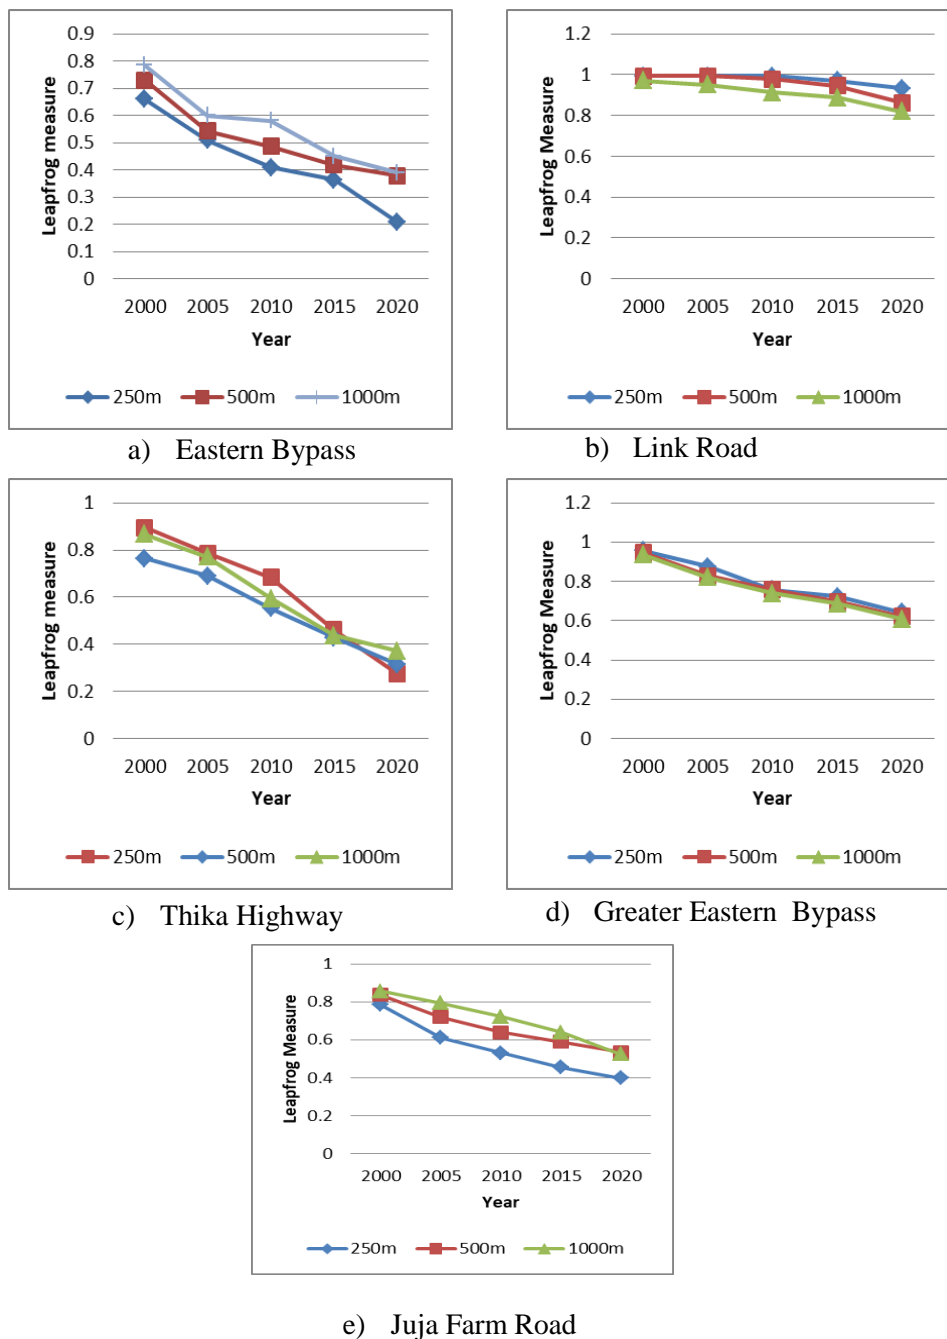 0.9
0.8
0.7
0.6
0.5
0.4
0.3
0.2
0.1
0
Leapfrog measure
2000 2005 2010 2015 2020
Year
250m 500m 1000m
a) Eastern Bypass
1.2
1
0.8
0.6
0.4
0.2
0
Leapfrog Measure
2000 2005 2010 2015 2020
Year
250m 500m 1000m
b) Link Road
1
0.8
0.6
0.4
0.2
0
Leapfrog measure
2000 2005 2010 2015 2020
Year
250m 500m 1000m
c) Thika Highway
1.2
1
0.8
0.6
0.4
0.2
0
Leapfrog Measure
2000 2005 2010 2015 2020
Year
250m 500m 1000m
d) Greater Eastern Bypass
1
0.8
0.6
0.4
0.2
0
Leapfrog Measure
2000 2005 2010 2015 2020
Year
250m 500m 1000m
e) Juja Farm Road